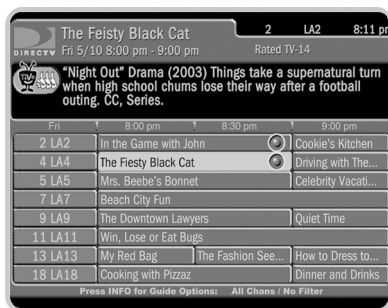 The Feisty Black Cat 2 LA2 8:11 pm
DIRECTV Fri 5/10 8:00 pm - 9:00 pm Rated TV-14
"Night Out" Drama (2003) Things take a supernatural turn
when high school chums lose their way after a football
outing. CC, Series.
Fri 8:00 pm 8:30 pm 9:00 pm
2 LA2 In the Game with John Cookie's Kitchen
4 LA4 The Fiesty Black Cat Driving with The...
5 LA5 Mrs. Beebe's Bonnet Celebrity Vacati...
7 LA7 Beach City Fun
9 LA9 The Downtown Lawyers Quiet Time
11 LA11 Win, Lose or Eat Bugs
13 LA13 My Red Bag The Fashion See... How to Dress to...
18 LA18 Cooking with Pizzaz Dinner and Drinks
Press INFO for Guide Options: All Chans / No Filter